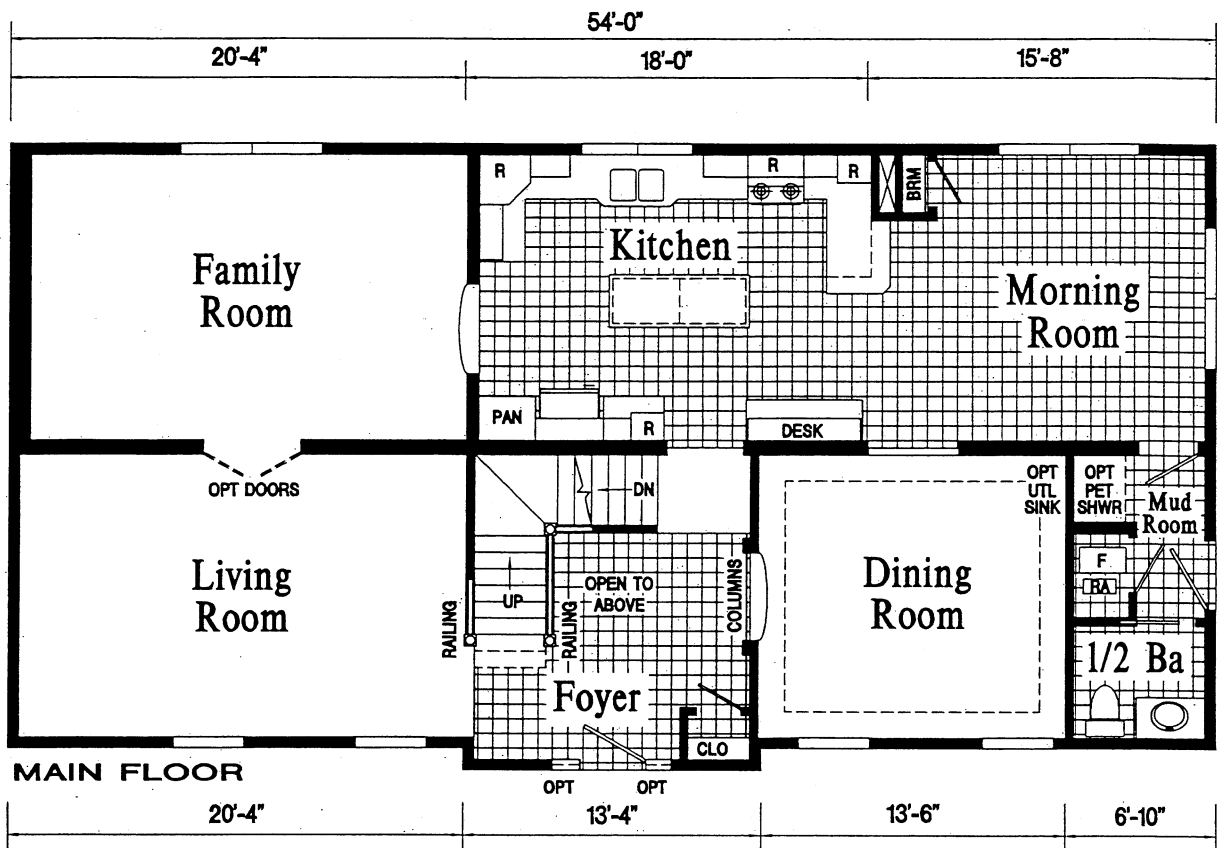 54'-0"
20'-4"
18'-0"
15'-8"
R
R
R
BRM
Kitchen
Family
Room
Morning
Room
PAN
R
DESK
OPT DOORS
DN
OPT
UTL
SINK
OPT
PET
SHWR
Mud
Room
Living
Room
RAILING
UP
RAILING
OPEN TO
ABOVE
COLUMNS
Dining
Room
F
RA
1/2 Ba
Foyer
CLO
MAIN FLOOR
OPT
OPT
20'-4"
13'-4"
13'-6"
6'-10"